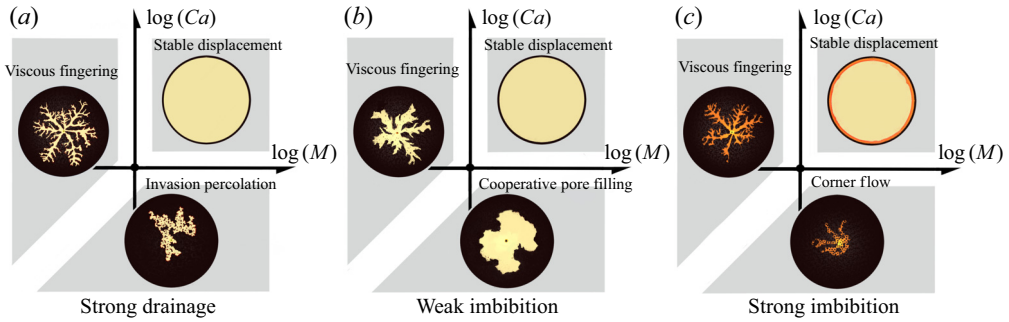 (a)
log (Ca)
Stable displacement
Viscous fingering
log (M)
Invasion percolation
Strong drainage
(b)
log (Ca)
Stable displacement
Viscous fingering
log (M)
Cooperative pore filling
Weak imbibition
(c)
log (Ca)
Stable displacement
Viscous fingering
log (M)
Corner flow
Strong imbibition